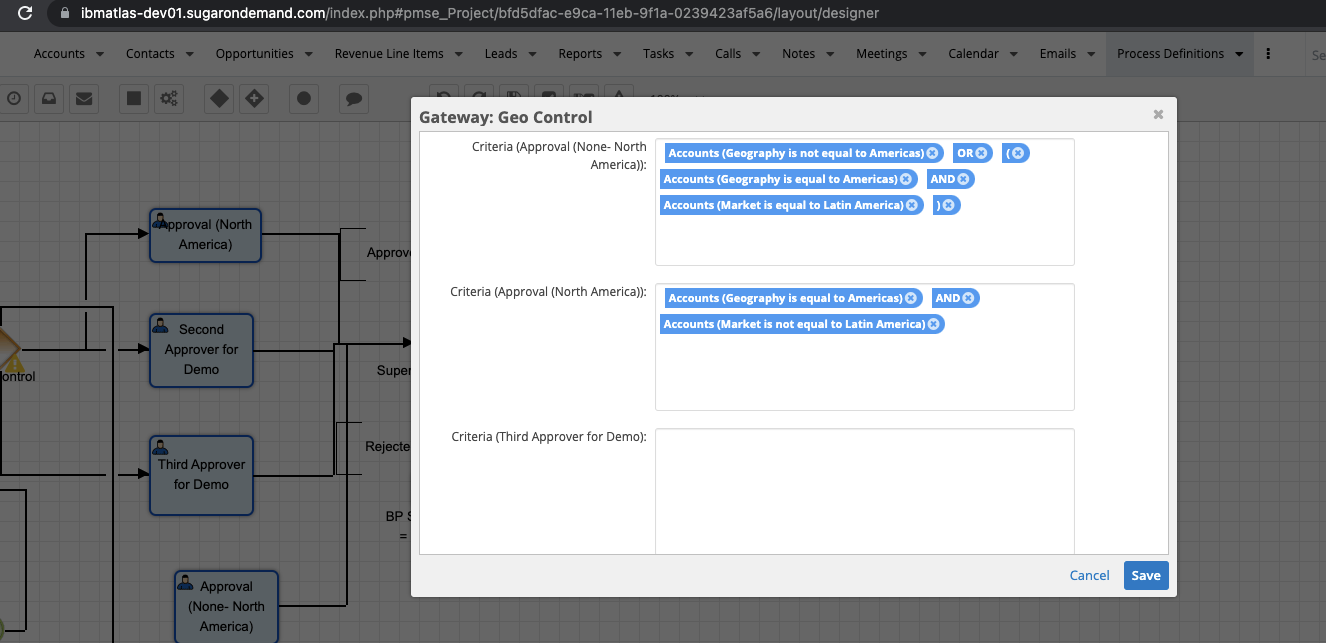 ibmatlas-dev01.sugarondemand.com/index.php#pmse_Project/bfd5dfac-e9ca-11eb-9f1a-0239423af5a6/layout/designer
Accounts Contacts Opportunities Revenue Line Items Leads Reports Tasks Calls Notes Meetings Calendar Emails Process Definitions Se
Gateway: Geo Control
Criteria (Approval (None- North
America)):
Accounts (Geography is not equal to Americas) OR (
Accounts (Geography is equal to Americas) AND
Accounts (Market is equal to Latin America) )
Criteria (Approval (North America)):
Accounts (Geography is equal to Americas) AND
Accounts (Market is not equal to Latin America)
Criteria (Third Approver for Demo):
Cancel Save
Approval (North
America)
Approve
Second
Approver for
Demo
ontrol
Super
Rejecte
Third Approver
for Demo
BP S
=
Approval
(None- North
America)